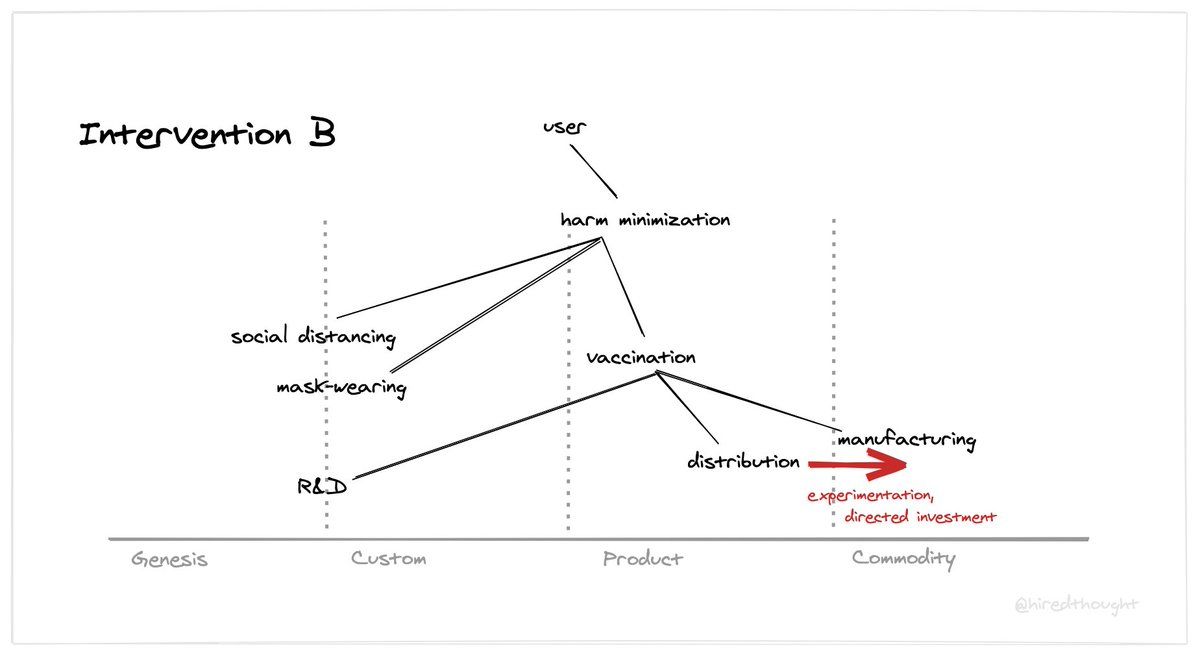 Intervention B
user
harm minimization
social distancing
mask-wearing
vaccination
manufacturing
distribution
R&D
experimentation,
directed investment
Genesis
Custom
Product
Commodity
@hiredthought